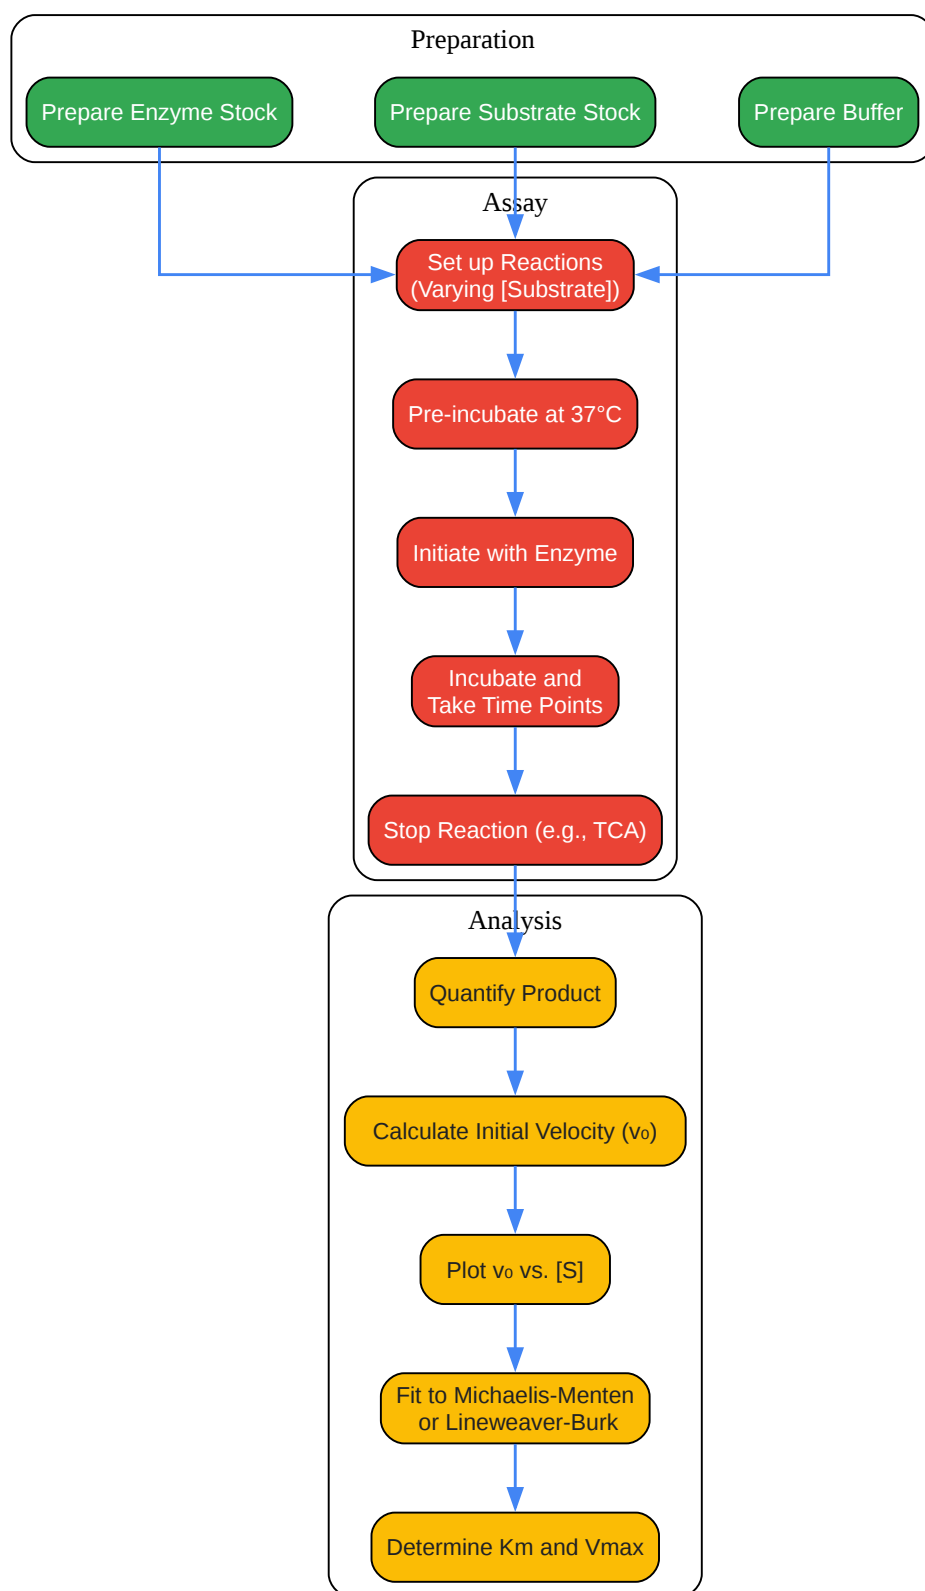 Preparation
Prepare Enzyme Stock
Prepare Substrate Stock
Prepare Buffer
Assay
Set up Reactions
(Varying [Substrate])
Pre-incubate at 37°C
Initiate with Enzyme
Incubate and
Take Time Points
Stop Reaction (e.g., TCA)
Analysis
Quantify Product
Calculate Initial Velocity (v₀)
Plot v₀ vs. [S]
Fit to Michaelis-Menten
or Lineweaver-Burk
Determine Km and Vmax